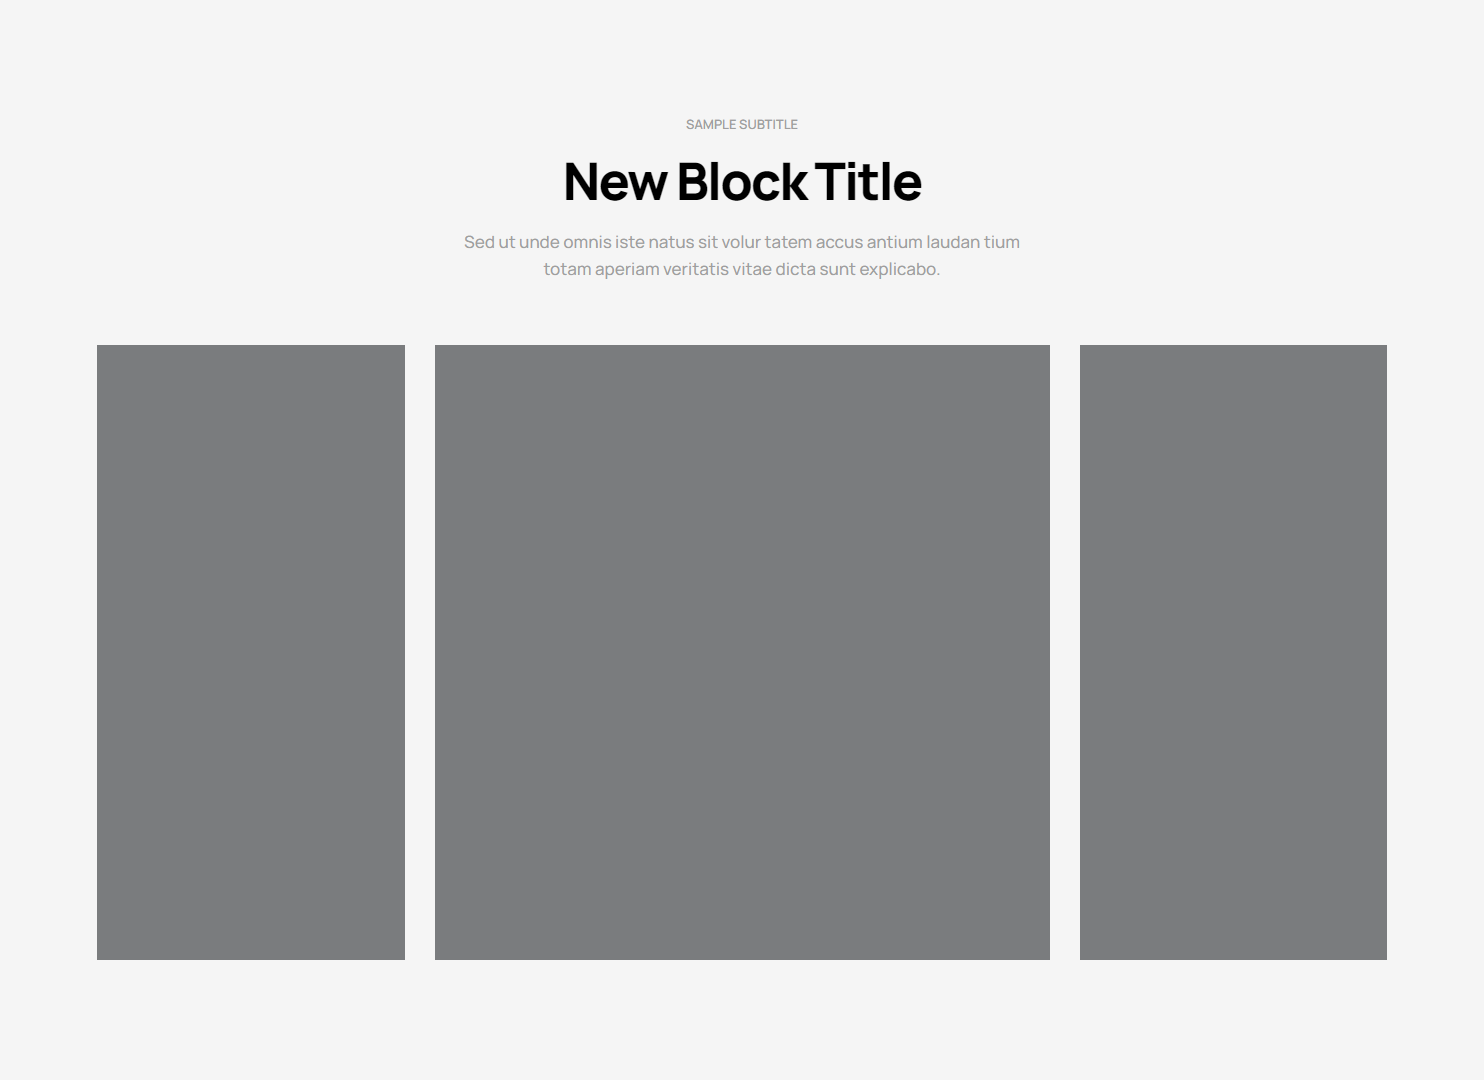 SAMPLE SUBTITLE
New Block Title
Sed ut unde omnis iste natus sit volur tatem accus antium laudan tium
totam aperiam veritatis vitae dicta sunt explicabo.